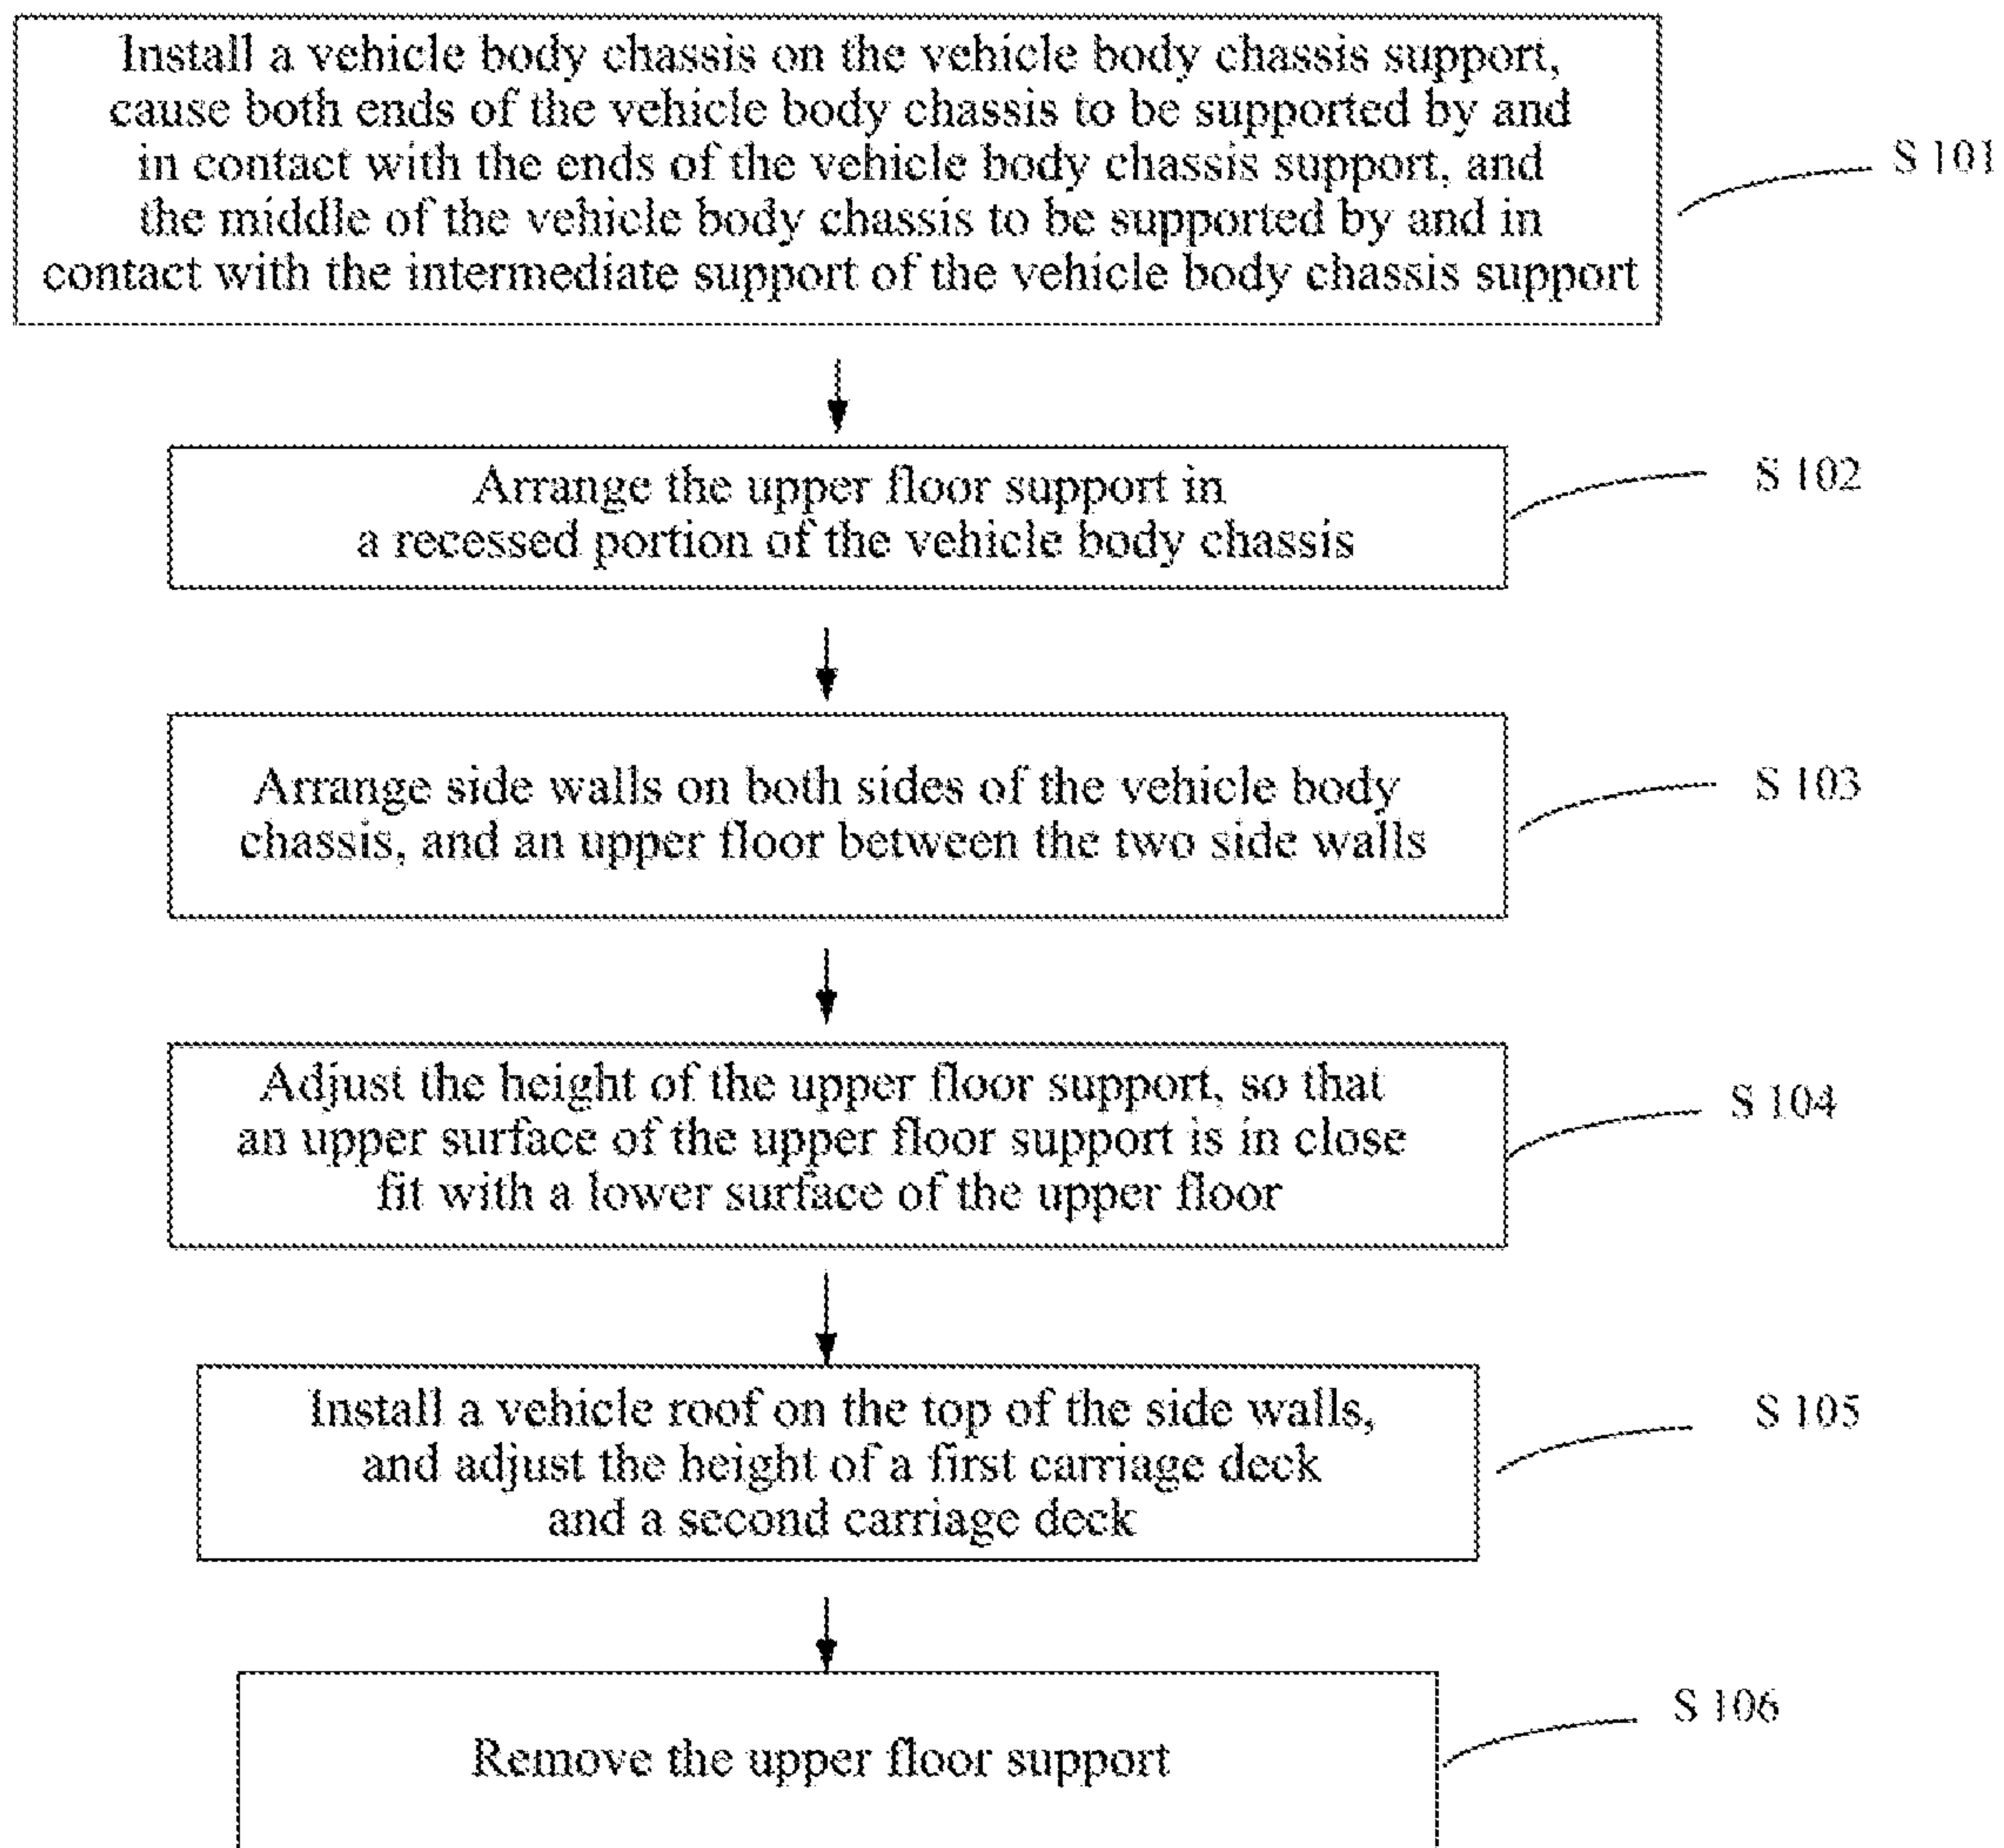 Install a vehicle body chassis on the vehicle body chassis support,
cause both ends of the vehicle body chassis to be supported by and
in contact with the ends of the vehicle body chassis support, and
the middle of the vehicle body chassis to be supported by and in
contact with the intermediate support of the vehicle body chassis support
S 101
Arrange the upper floor support in
a recessed portion of the vehicle body chassis
S 102
Arrange side walls on both sides of the vehicle body
chassis, and an upper floor between the two side walls
S 103
Adjust the height of the upper floor support, so that
an upper surface of the upper floor support is in close
fit with a lower surface of the upper floor
S 104
Install a vehicle roof on the top of the side walls,
and adjust the height of a first carriage deck
and a second carriage deck
S 105
Remove the upper floor support
S 106